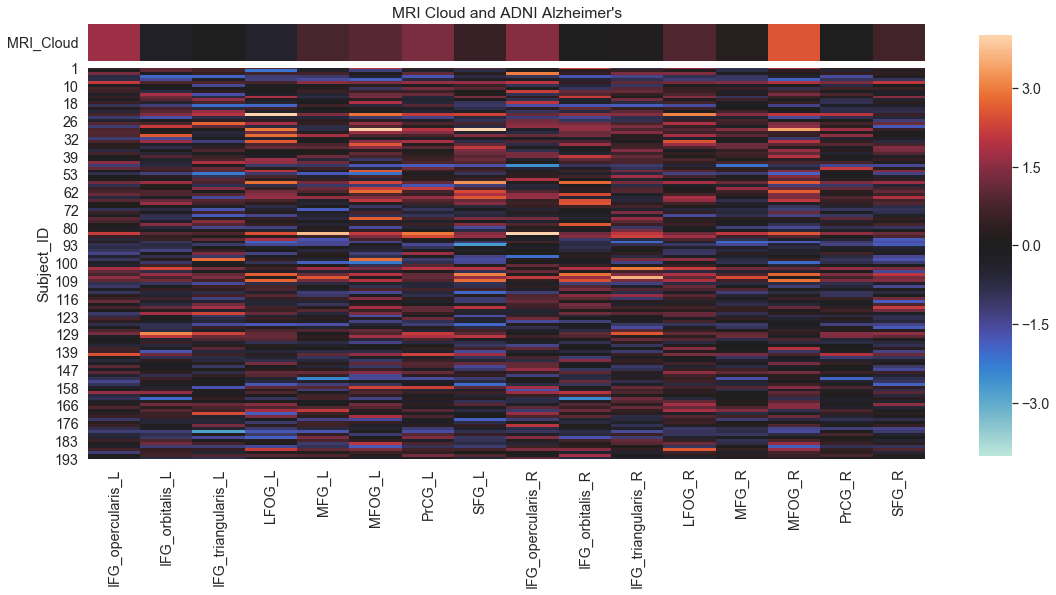 MRI Cloud and ADNI Alzheimer's
MRI_Cloud
Subject_ID
1
10
18
26
32
39
53
62
72
80
93
100
109
116
123
129
139
147
158
166
176
183
193
IFG_opercularis_L
IFG_orbitalis_L
IFG_triangularis_L
LFOG_L
MFG_L
MFOG_L
PrCG_L
SFG_L
IFG_opercularis_R
IFG_orbitalis_R
IFG_triangularis_R
LFOG_R
MFG_R
MFOG_R
PrCG_R
SFG_R
3.0
1.5
0.0
−1.5
−3.0